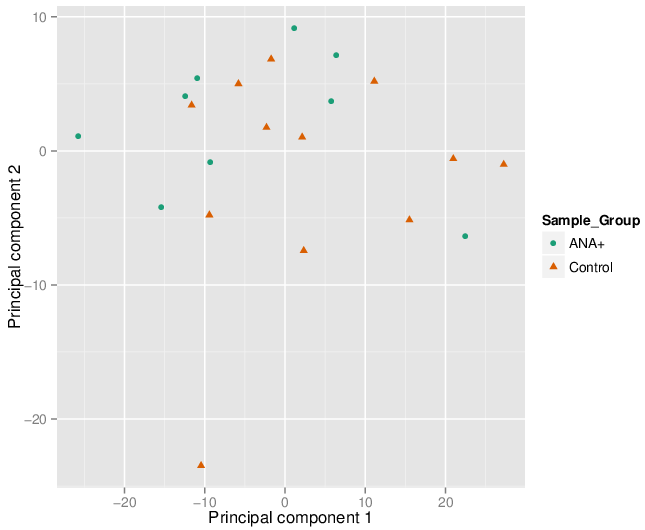 10
0
−10
−20
Principal component 2
−20 −10 0 10 20
Principal component 1
Sample_Group
ANA+
Control